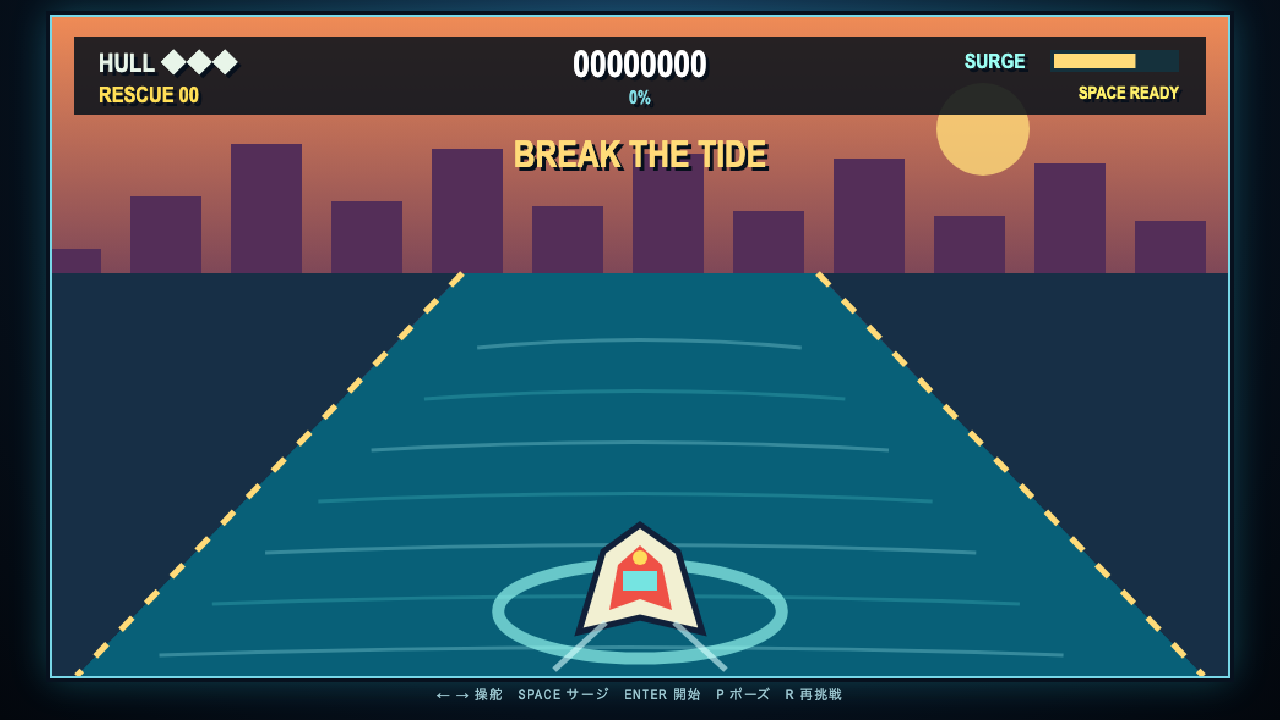 HULL
RESCUE 00
00000000
0%
SURGE
SPACE READY
BREAK THE TIDE
← → 操舵 SPACE サージ ENTER 開始 P ポーズ R 再挑戦